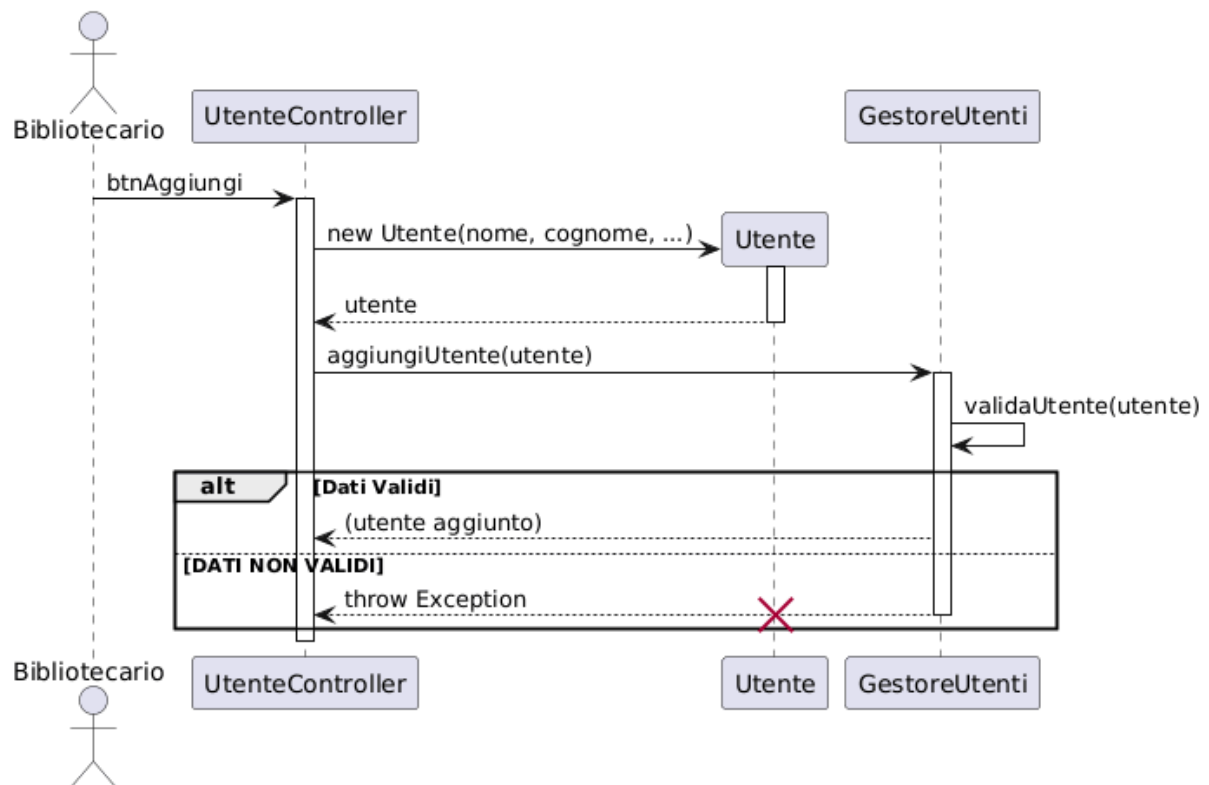 Bibliotecario
UtenteController
GestoreUtenti
btnAggiungi
new Utente(nome, cognome, ...)
Utente
utente
aggiungiUtente(utente)
validaUtente(utente)
alt
[Dati Validi]
(utente aggiunto)
[DATI NON VALIDI]
throw Exception
Bibliotecario
UtenteController
Utente
GestoreUtenti